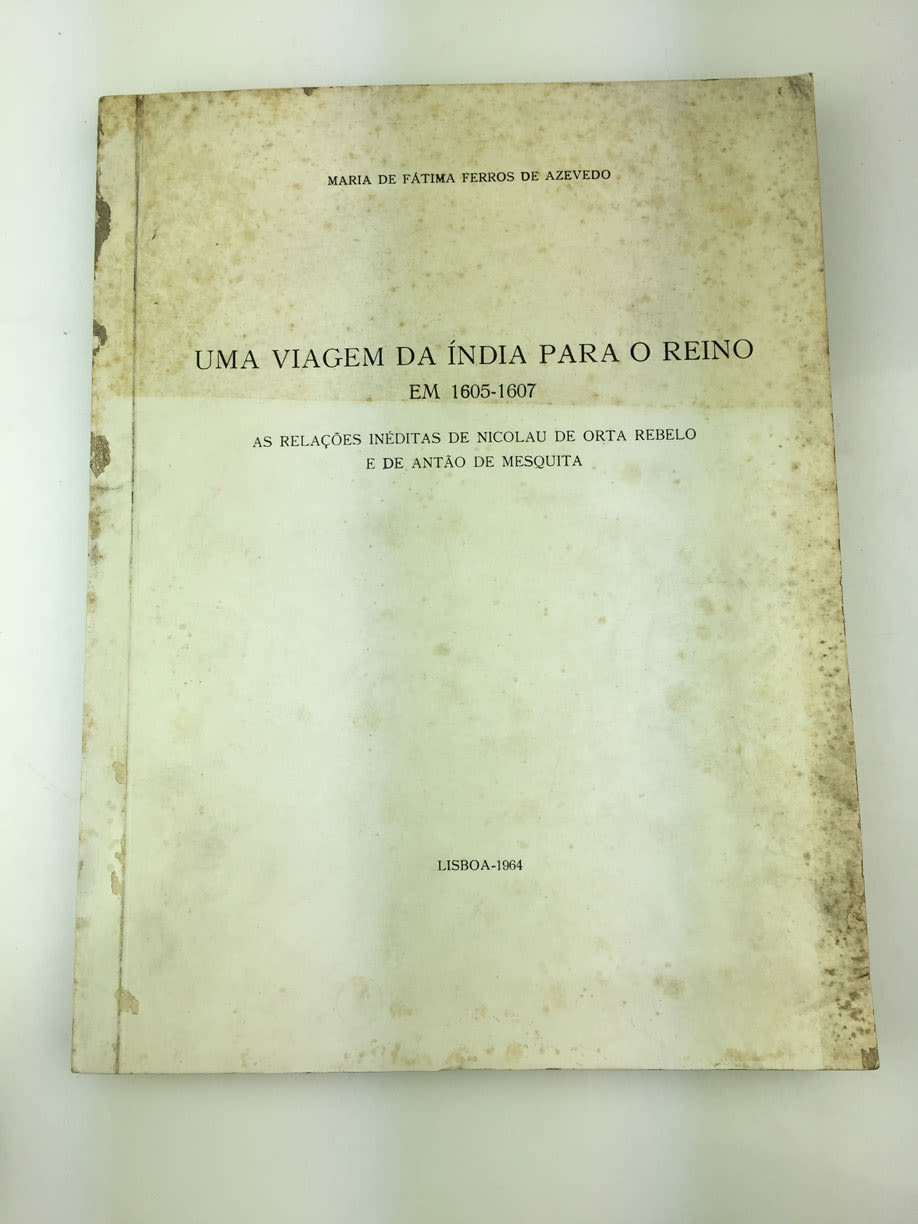 MARIA DE FÁTIMA FERROS DE AZEVEDO
UMA VIAGEM DA ÍNDIA PARA O REINO
EM 1605-1607
AS RELAÇÕES INÉDITAS DE NICOLAU DE ORTA REBELO
E DE ANTÃO DE MESQUITA
LISBOA-1964